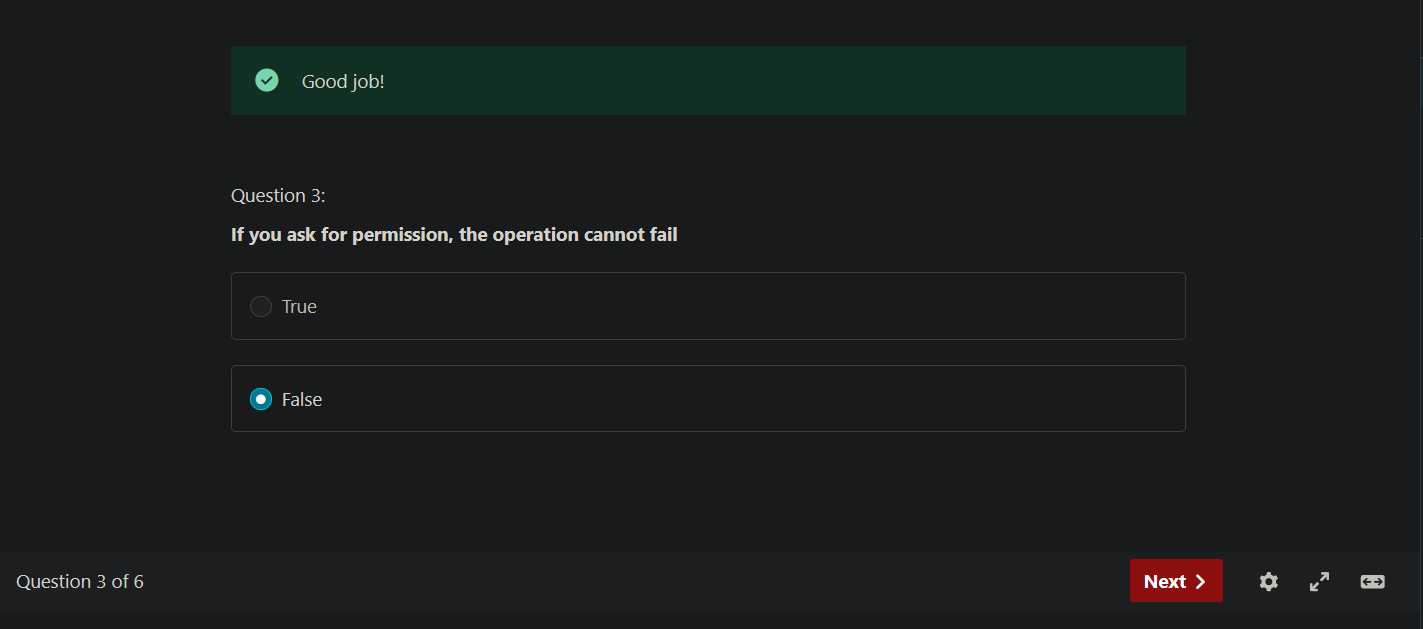 Good job!
Question 3:
If you ask for permission, the operation cannot fail
True
False
Question 3 of 6
Next